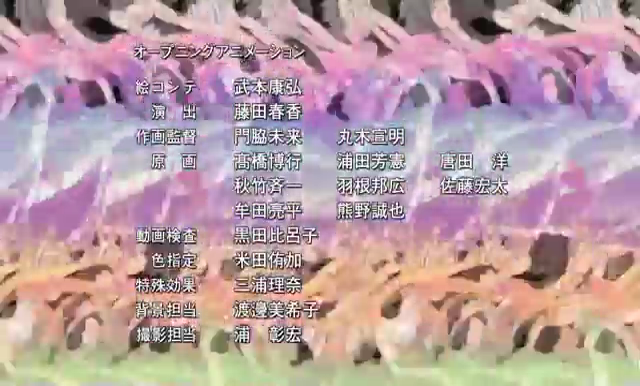 オープニングアニメーション
絵コンテ 武本康弘
演 出 藤田春香
作画監督 門脇未来 丸木宣明
原 画 髙橋博行 浦田芳憲 唐田 洋
秋竹斉一 羽根邦広 佐藤宏太
牟田亮平 熊野誠也
動画検査 黒田比呂子
色指定 米田侑加
特殊効果 三浦理奈
背景担当 渡邊美希子
撮影担当 浦 彰宏